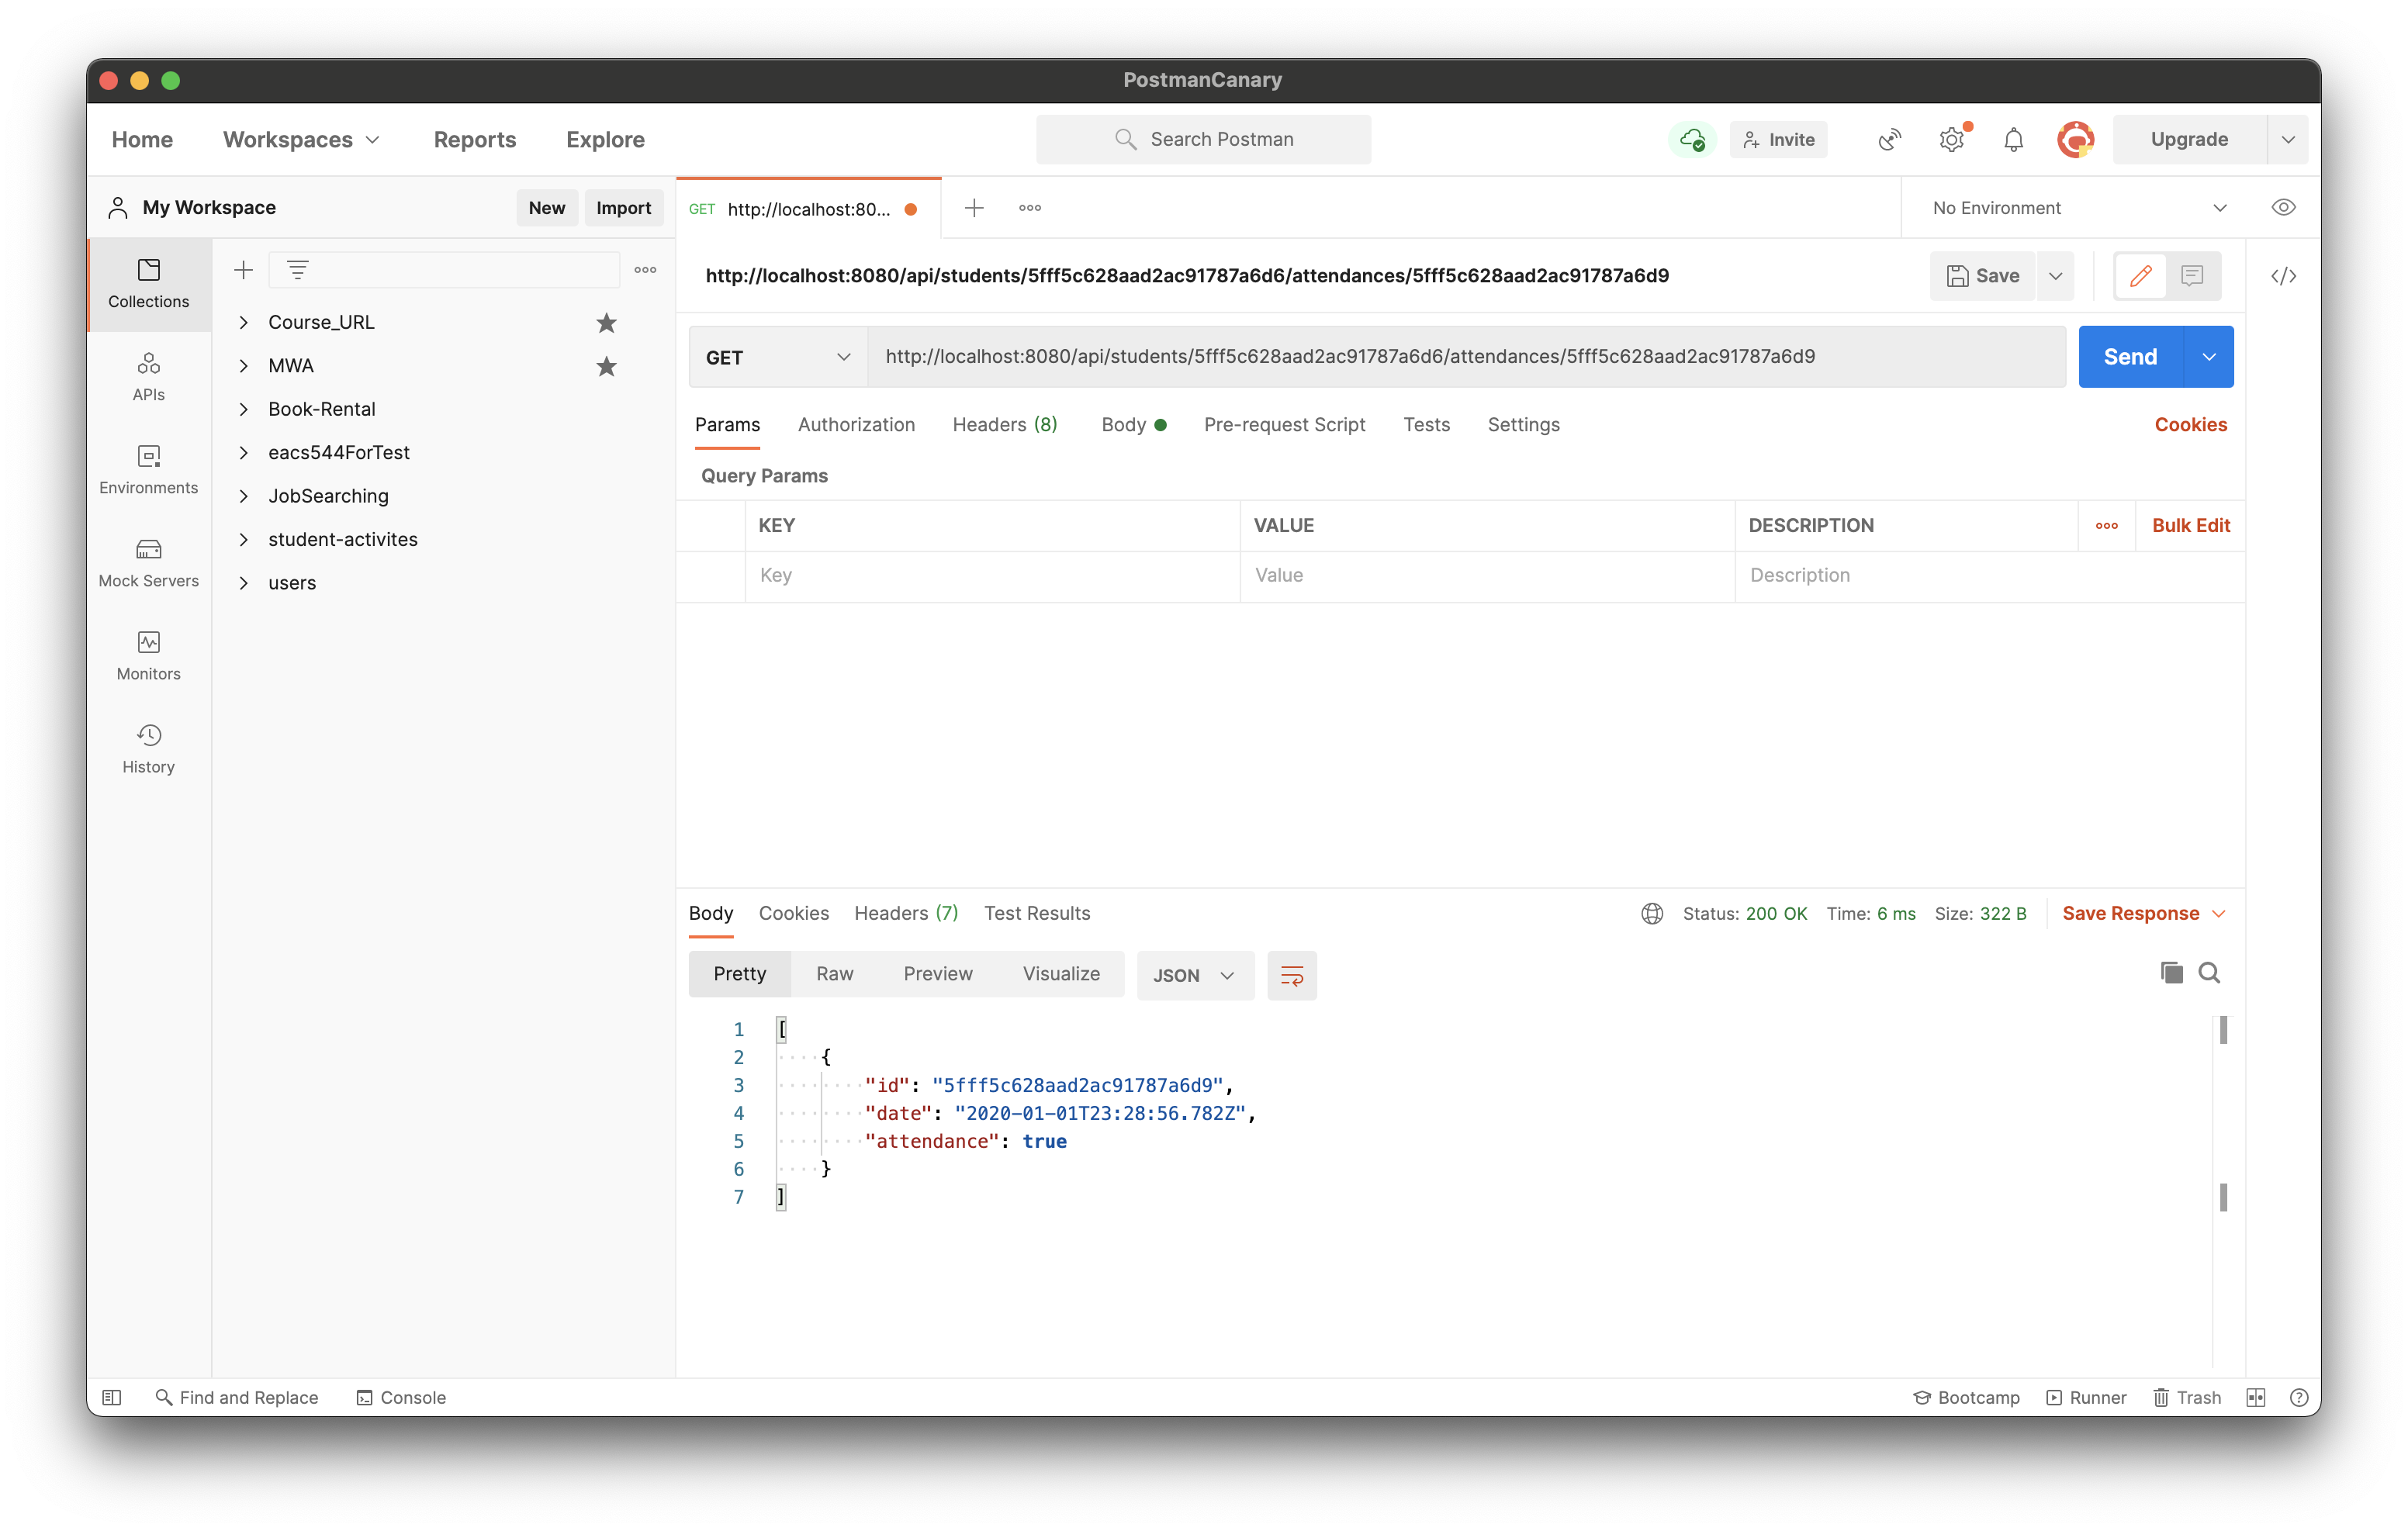 PostmanCanary
Home Workspaces Reports Explore Search Postman Invite Upgrade
My Workspace New Import GET http://localhost:80... No Environment
Collections
APIs
Environments
Mock Servers
Monitors
History
Course_URL
MWA
Book-Rental
eacs544ForTest
JobSearching
student-activites
users
http://localhost:8080/api/students/5fff5c628aad2ac91787a6d6/attendances/5fff5c628aad2ac91787a6d9 Save </>
GET http://localhost:8080/api/students/5fff5c628aad2ac91787a6d6/attendances/5fff5c628aad2ac91787a6d9 Send
Params Authorization Headers (8) Body Pre-request Script Tests Settings Cookies
Query Params
KEY VALUE DESCRIPTION Bulk Edit
Key Value Description
Body Cookies Headers (7) Test Results Status: 200 OK Time: 6 ms Size: 322 B Save Response
Pretty Raw Preview Visualize JSON
1 [
2 {
3 "id": "5fff5c628aad2ac91787a6d9",
4 "date": "2020-01-01T23:28:56.782Z",
5 "attendance": true
6 }
7 ]
Find and Replace Console Bootcamp Runner Trash